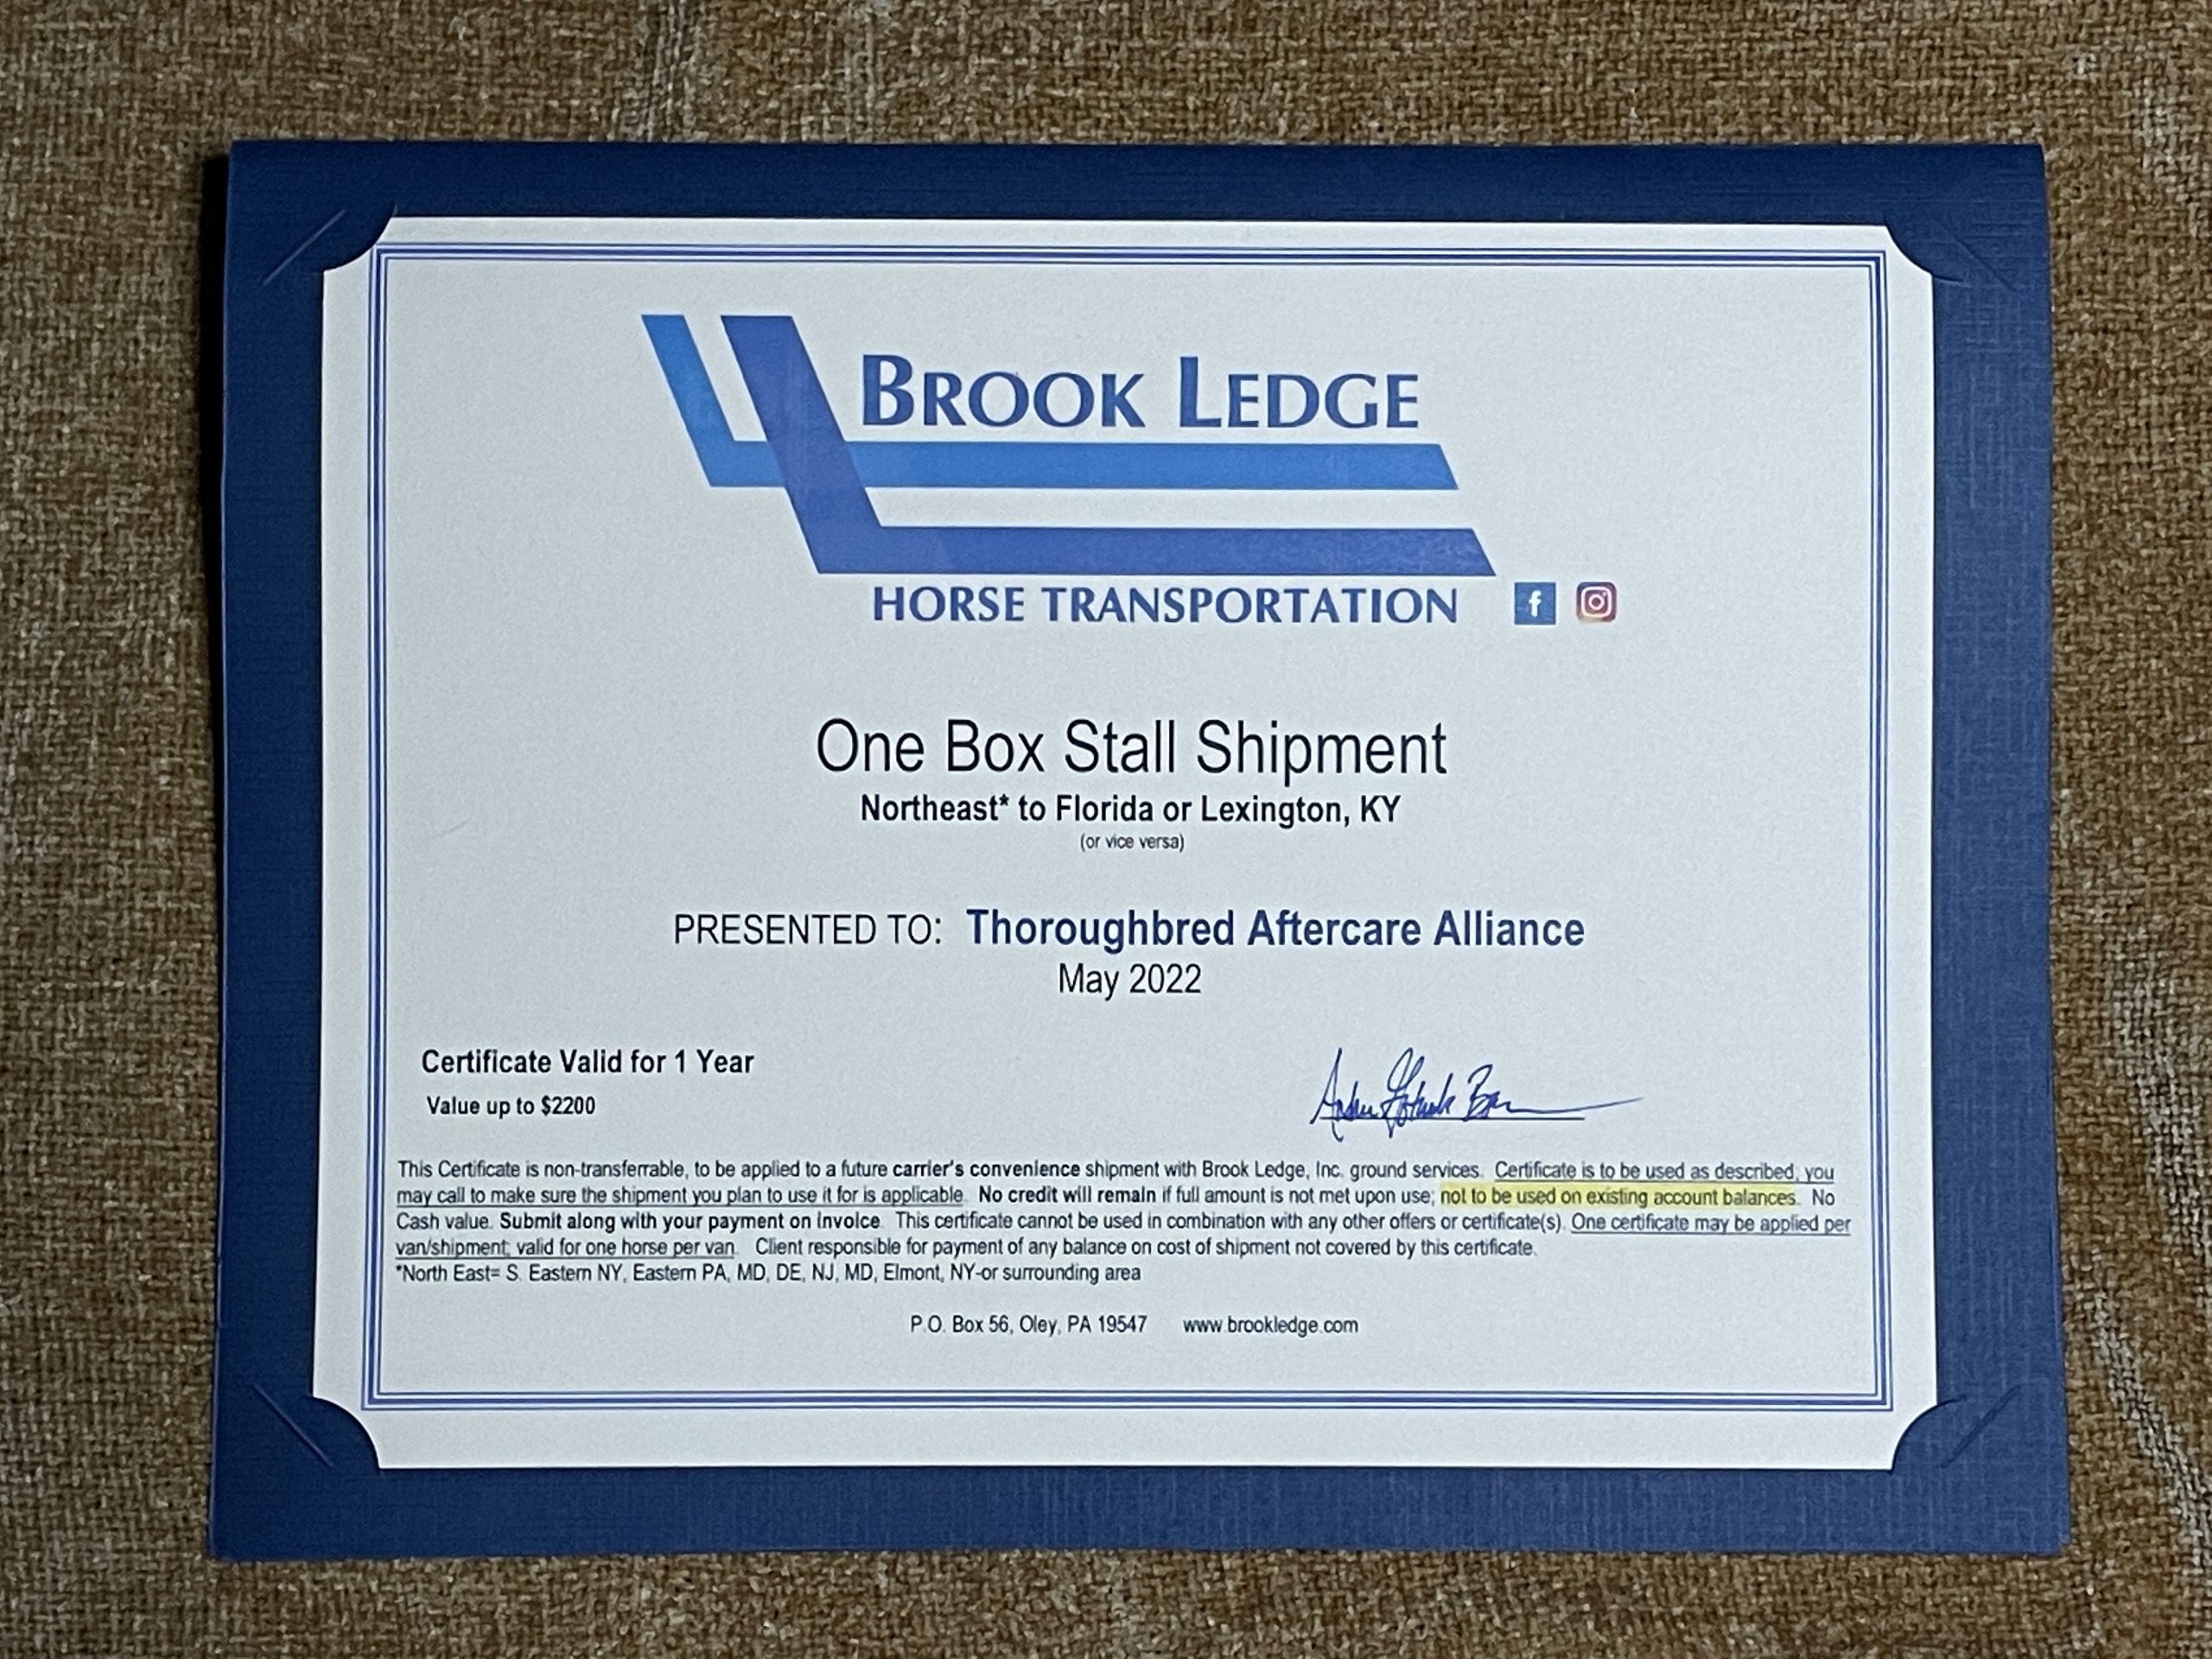 BROOK LEDGE
HORSE TRANSPORTATION
One Box Stall Shipment
Northeast* to Florida or Lexington, KY
(or vice versa)
PRESENTED TO: Thoroughbred Aftercare Alliance
May 2022
Certificate Valid for 1 Year
Value up to $2200
This Certificate is non-transferrable, to be applied to a future carrier's convenience shipment with Brook Ledge, Inc. ground services. Certificate is to be used as described, you
may call to make sure the shipment you plan to use it for is applicable. No credit will remain if full amount is not met upon use; not to be used on existing account balances. No
Cash value. Submit along with your payment on invoice. This certificate cannot be used in combination with any other offers or certificate(s). One certificate may be applied per
van/shipment; valid for one horse per van. Client responsible for payment of any balance on cost of shipment not covered by this certificate.
*North East= S. Eastern NY, Eastern PA, MD, DE, NJ, MD, Elmont, NY-or surrounding area
P.O. Box 56, Oley, PA 19547 www.brookledge.com